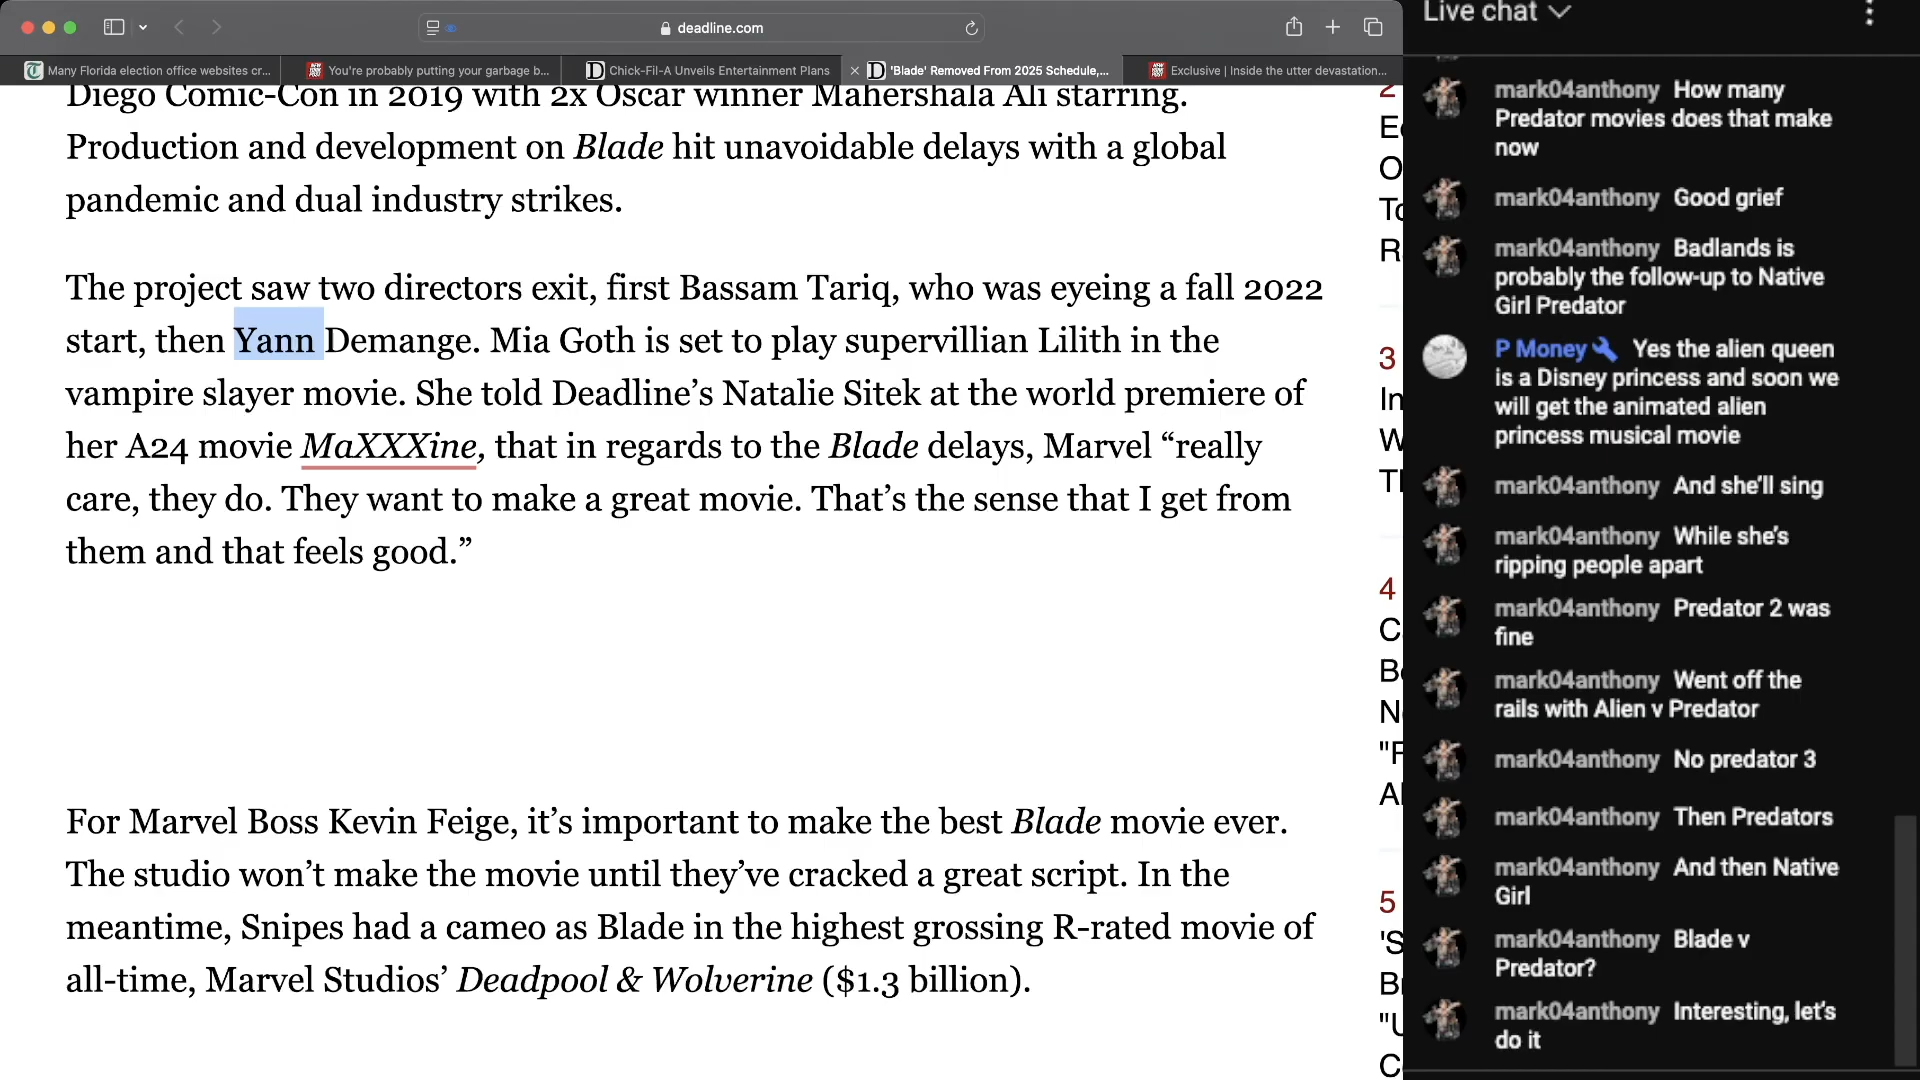 deadline.com
Many Florida election office websites cr...
You're probably putting your garbage b...
Chick-Fil-A Unveils Entertainment Plans
'Blade' Removed From 2025 Schedule,...
Exclusive | Inside the utter devastation...
Diego Comic-Con in 2019 with 2x Oscar winner Mahershala Ali starring.
Production and development on Blade hit unavoidable delays with a global
pandemic and dual industry strikes.
The project saw two directors exit, first Bassam Tariq, who was eyeing a fall 2022
start, then Yann Demange. Mia Goth is set to play supervillian Lilith in the
vampire slayer movie. She told Deadline’s Natalie Sitek at the world premiere of
her A24 movie MaXXXine, that in regards to the Blade delays, Marvel “really
care, they do. They want to make a great movie. That’s the sense that I get from
them and that feels good.”
For Marvel Boss Kevin Feige, it’s important to make the best Blade movie ever.
The studio won’t make the movie until they’ve cracked a great script. In the
meantime, Snipes had a cameo as Blade in the highest grossing R-rated movie of
all-time, Marvel Studios’ Deadpool & Wolverine ($1.3 billion).
2
3
4
5
Live chat
mark04anthony How many
Predator movies does that make
now
mark04anthony Good grief
mark04anthony Badlands is
probably the follow-up to Native
Girl Predator
P Money Yes the alien queen
is a Disney princess and soon we
will get the animated alien
princess musical movie
mark04anthony And she’ll sing
mark04anthony While she’s
ripping people apart
mark04anthony Predator 2 was
fine
mark04anthony Went off the
rails with Alien v Predator
mark04anthony No predator 3
mark04anthony Then Predators
mark04anthony And then Native
Girl
mark04anthony Blade v
Predator?
mark04anthony Interesting, let’s
do it